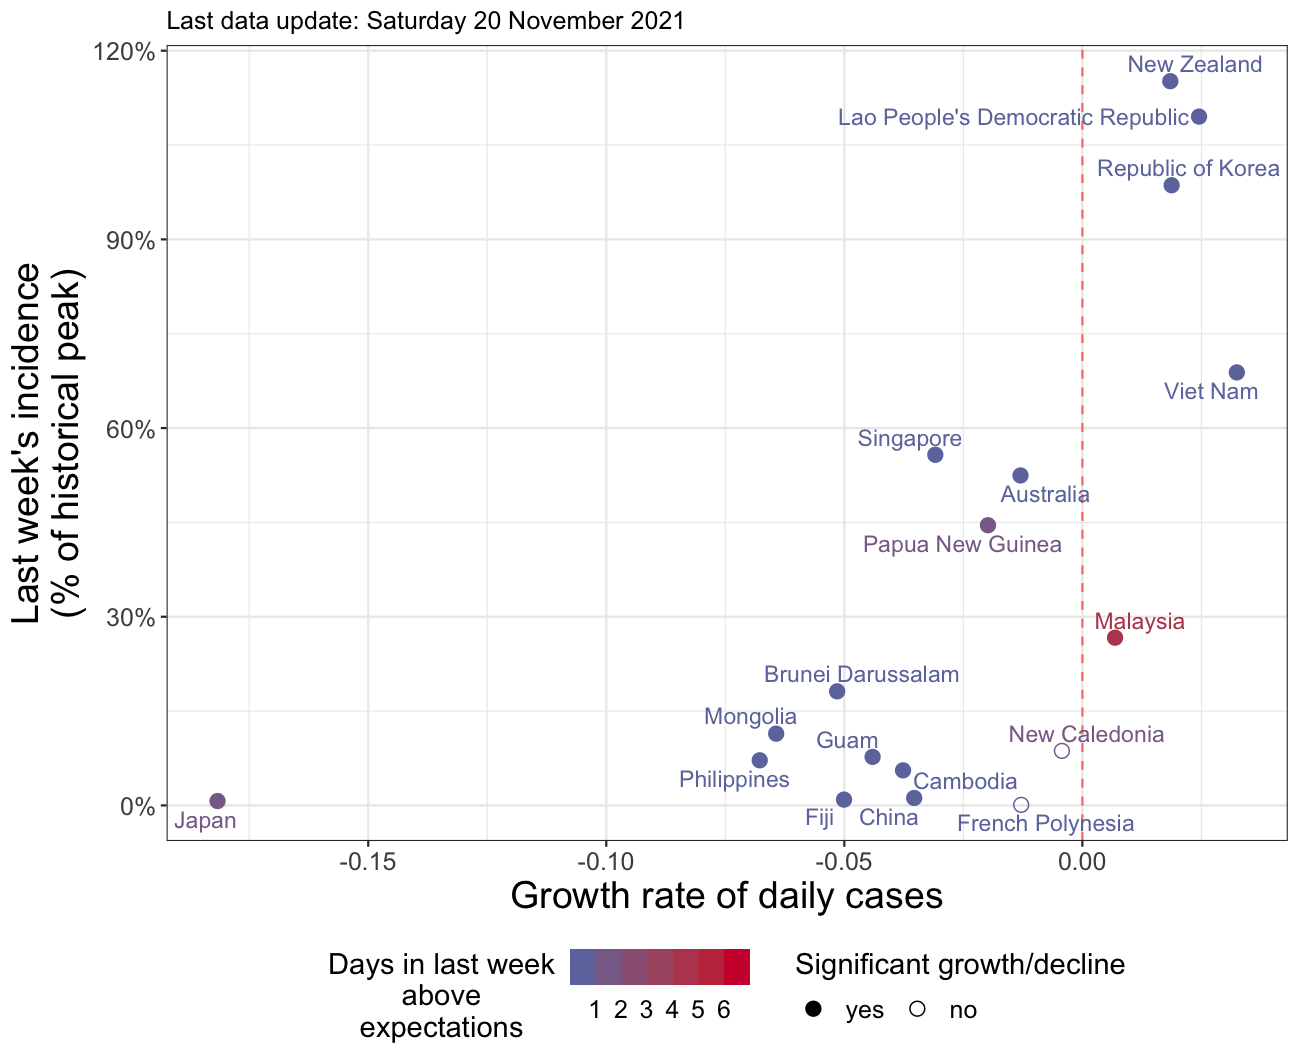 Last data update: Saturday 20 November 2021
120%
90%
60%
30%
0%
Last week's incidence
(% of historical peak)
New Zealand
Lao People's Democratic Republic
Republic of Korea
Viet Nam
Singapore
Australia
Papua New Guinea
Malaysia
Brunei Darussalam
Mongolia
New Caledonia
Guam
Philippines
Cambodia
Japan
Fiji
China
French Polynesia
-0.15
-0.10
-0.05
0.00
Growth rate of daily cases
Days in last week
above
expectations
1 2 3 4 5 6
Significant growth/decline
yes
no